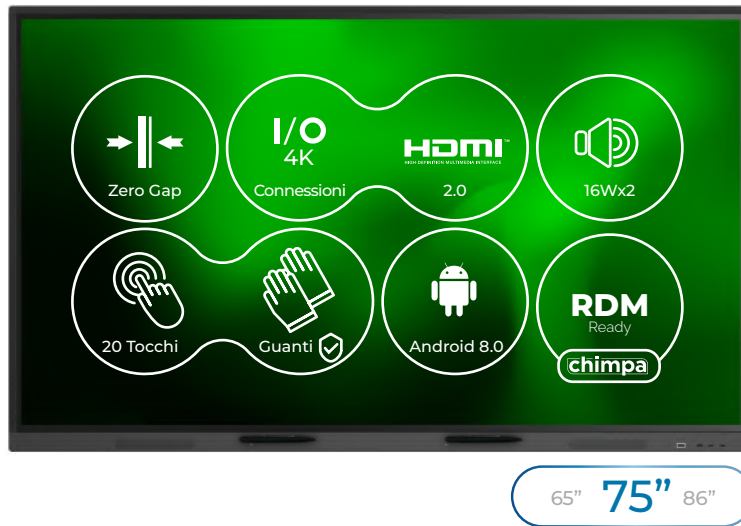 Zero Gap
I/O
4K
Connessioni
HDMI™
HIGH-DEFINITION MULTIMEDIA INTERFACE
2.0
16Wx2
20 Tocchi
Guanti
Android 8.0
RDM
Ready
chimpa
65” 75” 86”